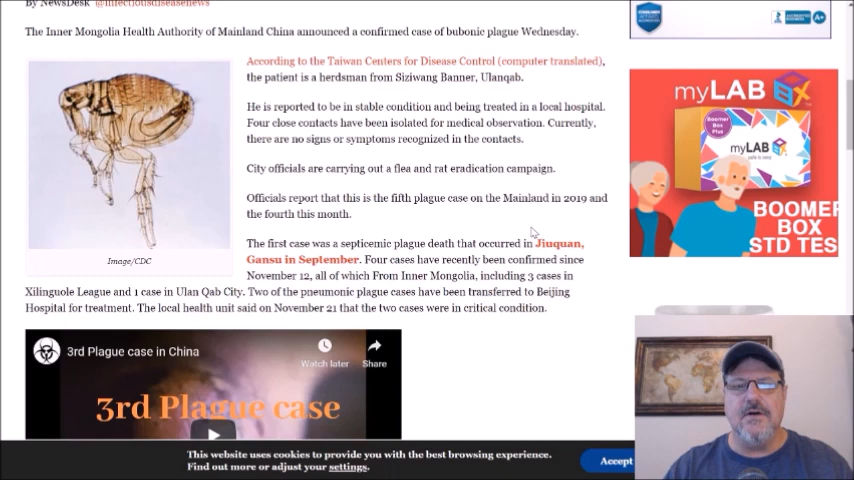 By NewsDesk @infectiousdiseasenews
The Inner Mongolia Health Authority of Mainland China announced a confirmed case of bubonic plague Wednesday.
According to the Taiwan Centers for Disease Control (computer translated),
the patient is a herdsman from Siziwang Banner, Ulanqab.
He is reported to be in stable condition and being treated in a local hospital.
Four close contacts have been isolated for medical observation. Currently,
there are no signs or symptoms recognized in the contacts.
City officials are carrying out a flea and rat eradication campaign.
Officials report that this is the fifth plague case on the Mainland in 2019 and
the fourth this month.
The first case was a septicemic plague death that occurred in Jiuquan,
Gansu in September. Four cases have recently been confirmed since
November 12, all of which From Inner Mongolia, including 3 cases in
Xilinguole League and 1 case in Ulan Qab City. Two of the pneumonic plague cases have been transferred to Beijing
Hospital for treatment. The local health unit said on November 21 that the two cases were in critical condition.
Image/CDC
3rd Plague case in China
Watch later
Share
3rd Plague case
This website uses cookies to provide you with the best browsing experience.
Find out more or adjust your settings.
Accept
A+
myLAB BOX
Boomer
Box
Plus
myLAB BOX
BOOMER
BOX
STD TES